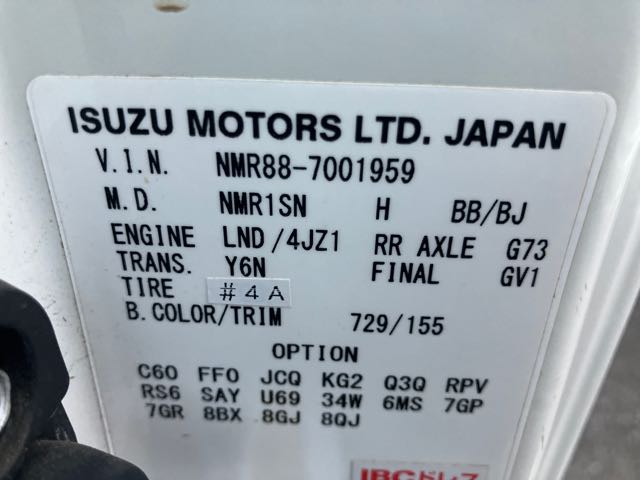 ISUZU MOTORS LTD. JAPAN
V.I.N. NMR88-7001959
M.D. NMR1SN H BB/BJ
ENGINE LND/4JZ1 RR AXLE G73
TRANS. Y6N FINAL GV1
TIRE #4A
B.COLOR/TRIM 729/155
OPTION
C60 FF0 JCQ KG2 Q3Q RPV
RS6 SAY U69 34W 6MS 7GP
7GR 8BX 8GJ 8QJ